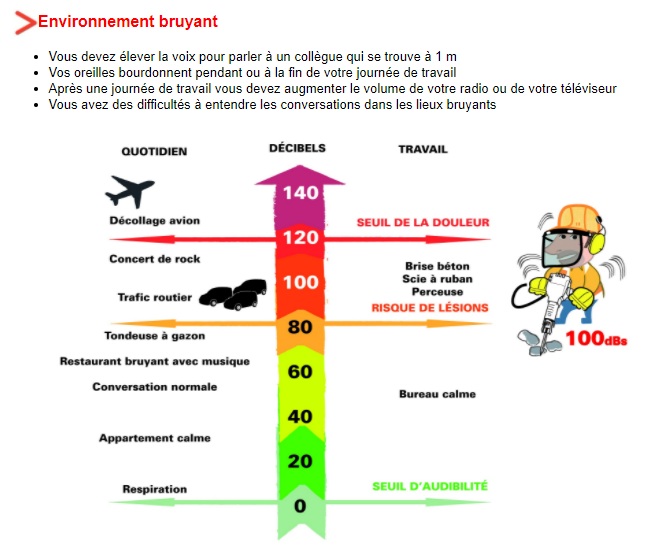 Environnement bruyant
Vous devez élever la voix pour parler à un collègue qui se trouve à 1 m
Vos oreilles bourdonnent pendant ou à la fin de votre journée de travail
Après une journée de travail vous devez augmenter le volume de votre radio ou de votre téléviseur
Vous avez des difficultés à entendre les conversations dans les lieux bruyants
QUOTIDIEN DÉCIBELS TRAVAIL
140
Décollage avion SEUIL DE LA DOULEUR
120
Concert de rock Brise béton
Scie à ruban
100
Trafic routier Perceuse
RISQUE DE LÉSIONS
80
Tondeuse à gazon 100dBs
Restaurant bruyant avec musique
60
Conversation normale Bureau calme
40
Appartement calme
20
Respiration SEUIL D'AUDIBILITÉ
0